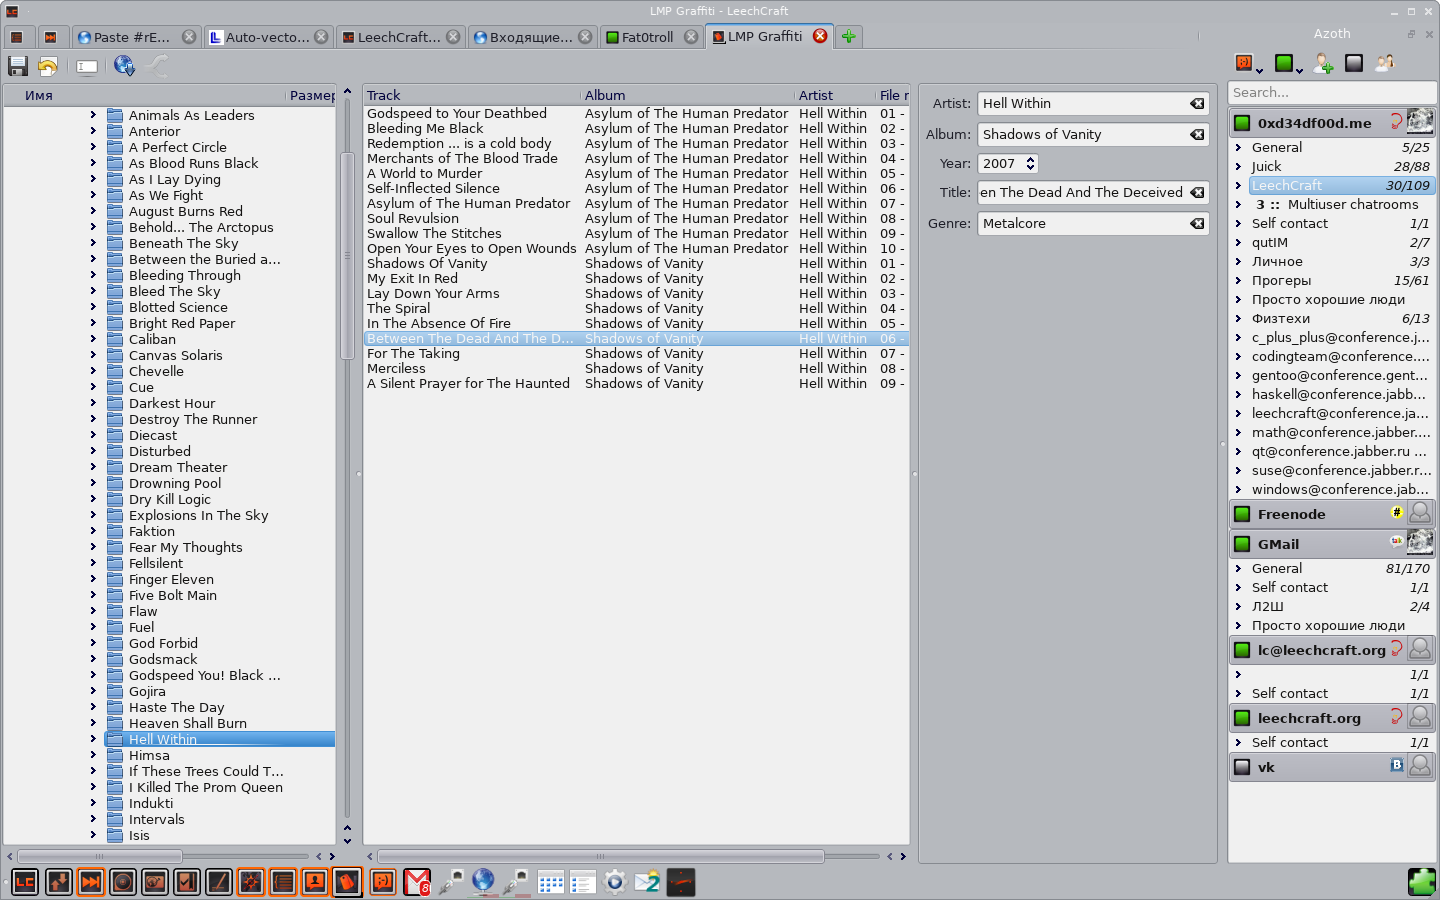 LMP Graffiti - LeechCraft
Paste #rE...
Auto-vecto...
LeechCraft...
Входящие...
Fat0troll
LMP Graffiti
Azoth
Имя
Размер
Animals As Leaders
Anterior
A Perfect Circle
As Blood Runs Black
As I Lay Dying
As We Fight
August Burns Red
Behold... The Arctopus
Beneath The Sky
Between the Buried a...
Bleeding Through
Bleed The Sky
Blotted Science
Bright Red Paper
Caliban
Canvas Solaris
Chevelle
Cue
Darkest Hour
Destroy The Runner
Diecast
Disturbed
Dream Theater
Drowning Pool
Dry Kill Logic
Explosions In The Sky
Faktion
Fear My Thoughts
Fellsilent
Finger Eleven
Five Bolt Main
Flaw
Fuel
God Forbid
Godsmack
Godspeed You! Black ...
Gojira
Haste The Day
Heaven Shall Burn
Hell Within
Himsa
If These Trees Could T...
I Killed The Prom Queen
Indukti
Intervals
Isis
Track Album Artist File r
Godspeed to Your Deathbed Asylum of The Human Predator Hell Within 01 -
Bleeding Me Black Asylum of The Human Predator Hell Within 02 -
Redemption ... is a cold body Asylum of The Human Predator Hell Within 03 -
Merchants of The Blood Trade Asylum of The Human Predator Hell Within 04 -
A World to Murder Asylum of The Human Predator Hell Within 05 -
Self-Inflected Silence Asylum of The Human Predator Hell Within 06 -
Asylum of The Human Predator Asylum of The Human Predator Hell Within 07 -
Soul Revulsion Asylum of The Human Predator Hell Within 08 -
Swallow The Stitches Asylum of The Human Predator Hell Within 09 -
Open Your Eyes to Open Wounds Asylum of The Human Predator Hell Within 10 -
Shadows Of Vanity Shadows of Vanity Hell Within 01 -
My Exit In Red Shadows of Vanity Hell Within 02 -
Lay Down Your Arms Shadows of Vanity Hell Within 03 -
The Spiral Shadows of Vanity Hell Within 04 -
In The Absence Of Fire Shadows of Vanity Hell Within 05 -
Between The Dead And The D... Shadows of Vanity Hell Within 06 -
For The Taking Shadows of Vanity Hell Within 07 -
Merciless Shadows of Vanity Hell Within 08 -
A Silent Prayer for The Haunted Shadows of Vanity Hell Within 09 -
Artist: Hell Within
Album: Shadows of Vanity
Year: 2007
Title: en The Dead And The Deceived
Genre: Metalcore
Search...
0xd34df00d.me
General 5/25
Juick 28/88
LeechCraft 30/109
3 :: Multiuser chatrooms
Self contact 1/1
qutIM 2/7
Личное 3/3
Прогеры 15/61
Просто хорошие люди
Физтехи 6/13
c_plus_plus@conference.j...
codingteam@conference....
gentoo@conference.gent...
haskell@conference.jabb...
leechcraft@conference.ja...
math@conference.jabber....
qt@conference.jabber.ru ...
suse@conference.jabber.r...
windows@conference.jab...
Freenode #
GMail talk
General 81/170
Self contact 1/1
Л2Ш 2/4
Просто хорошие люди
lc@leechcraft.org
1/1
Self contact 1/1
leechcraft.org
Self contact 1/1
vk B
LC
8
2